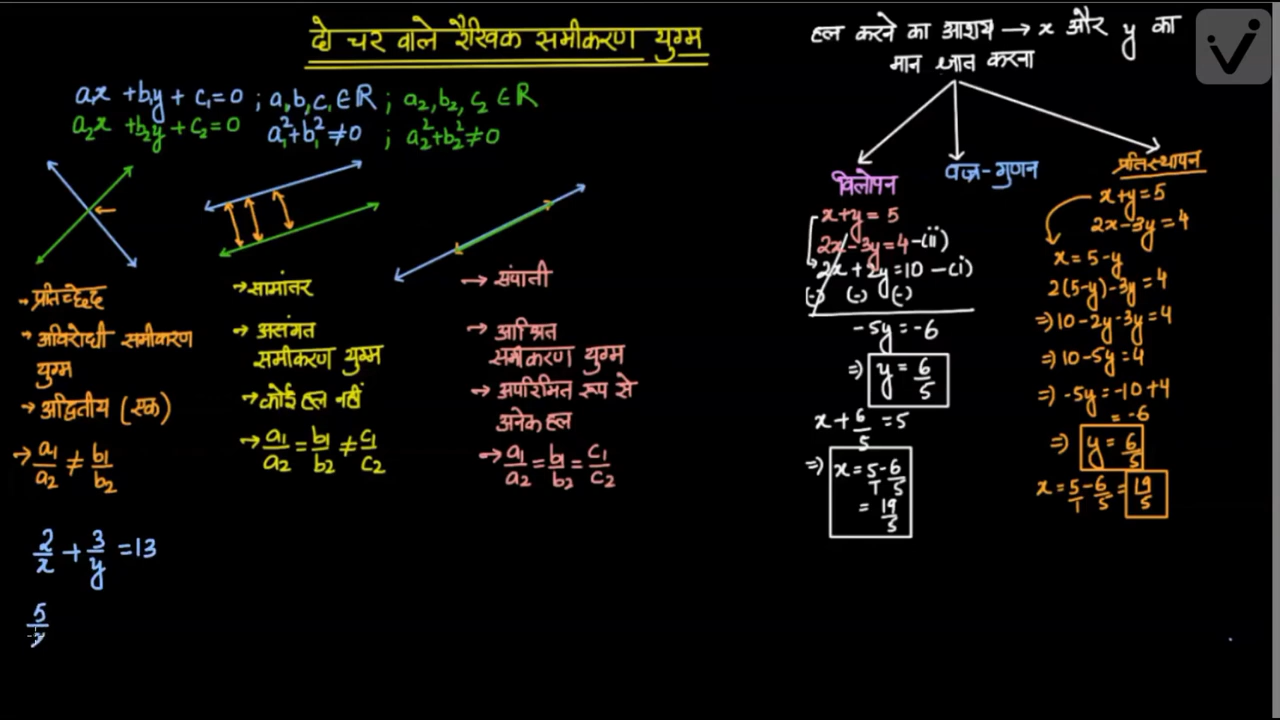 दो चर वाले रैखिक समीकरण युग्म
a₁x + b₁y + c₁ = 0 ; a₁, b₁, c₁ ∈ ℝ ; a₂, b₂, c₂ ∈ ℝ
a₂x + b₂y + c₂ = 0 a₁² + b₁² ≠ 0 ; a₂² + b₂² ≠ 0
→ प्रतिच्छेद
→ अविरोधी समीकरण
युग्म
→ अद्वितीय (एक)
→ a₁/a₂ ≠ b₁/b₂
→ सामांतर
→ असंगत
समीकरण युग्म
→ कोई हल नहीं
→ a₁/a₂ = b₁/b₂ ≠ c₁/c₂
→ संपाती
→ आश्रित
समीकरण युग्म
→ अपरिमित रूप से
अनेक हल
→ a₁/a₂ = b₁/b₂ = c₁/c₂
2/x + 3/y = 13
5/
हल करने का आशय → x और y का
मान ज्ञात करना
विलोपन
x + y = 5
2x - 3y = 4 - (ii)
2x + 2y = 10 - (i)
(-) (-) (-)
-5y = -6
⇒ y = 6/5
x + 6/5 = 5
⇒ x = 5/1 - 6/5
= 19/5
वज्र-गुणन
प्रतिस्थापन
x + y = 5
2x - 3y = 4
x = 5 - y
2(5-y) - 3y = 4
⇒ 10 - 2y - 3y = 4
⇒ 10 - 5y = 4
⇒ -5y = -10 + 4
= -6
⇒ y = 6/5
x = 5/1 - 6/5 = 19/5